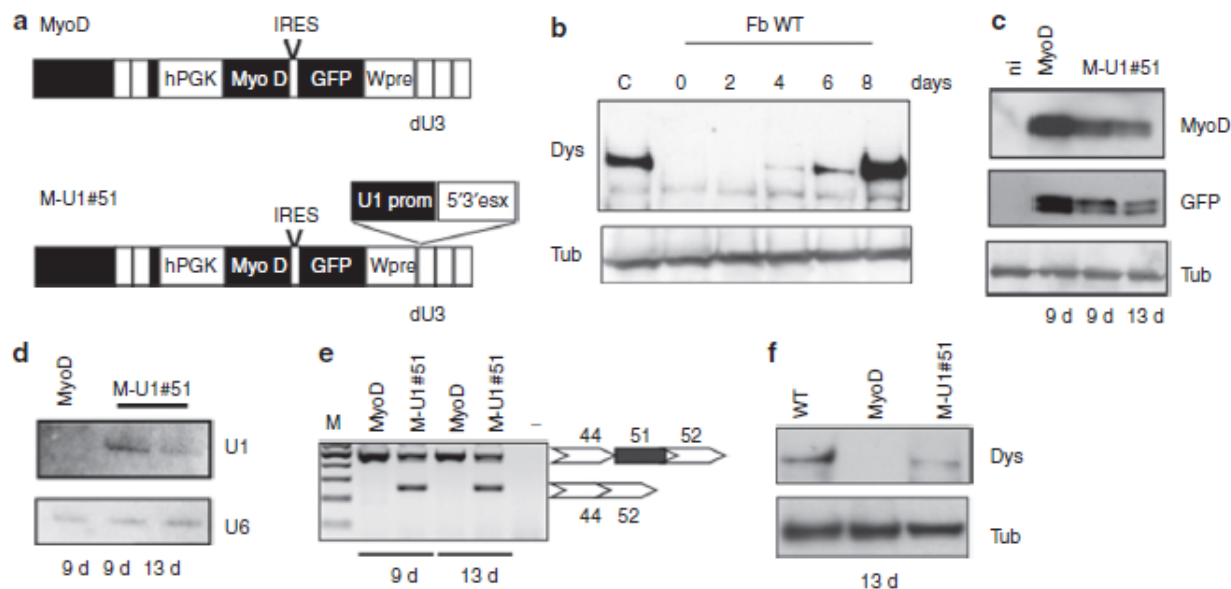 a
MyoD
IRES
hPGK Myo D GFP Wpre
dU3
M-U1#51
U1 prom 5′3′esx
IRES
hPGK Myo D GFP Wpre
dU3
b
Fb WT
C 0 2 4 6 8 days
Dys
Tub
c
ni MyoD M-U1#51
MyoD
GFP
Tub
9 d 9 d 13 d
d
MyoD M-U1#51
U1
U6
9 d 9 d 13 d
e
M MyoD M-U1#51 MyoD M-U1#51 –
44 51 52
44 52
9 d 13 d
f
WT MyoD M-U1#51
Dys
Tub
13 d